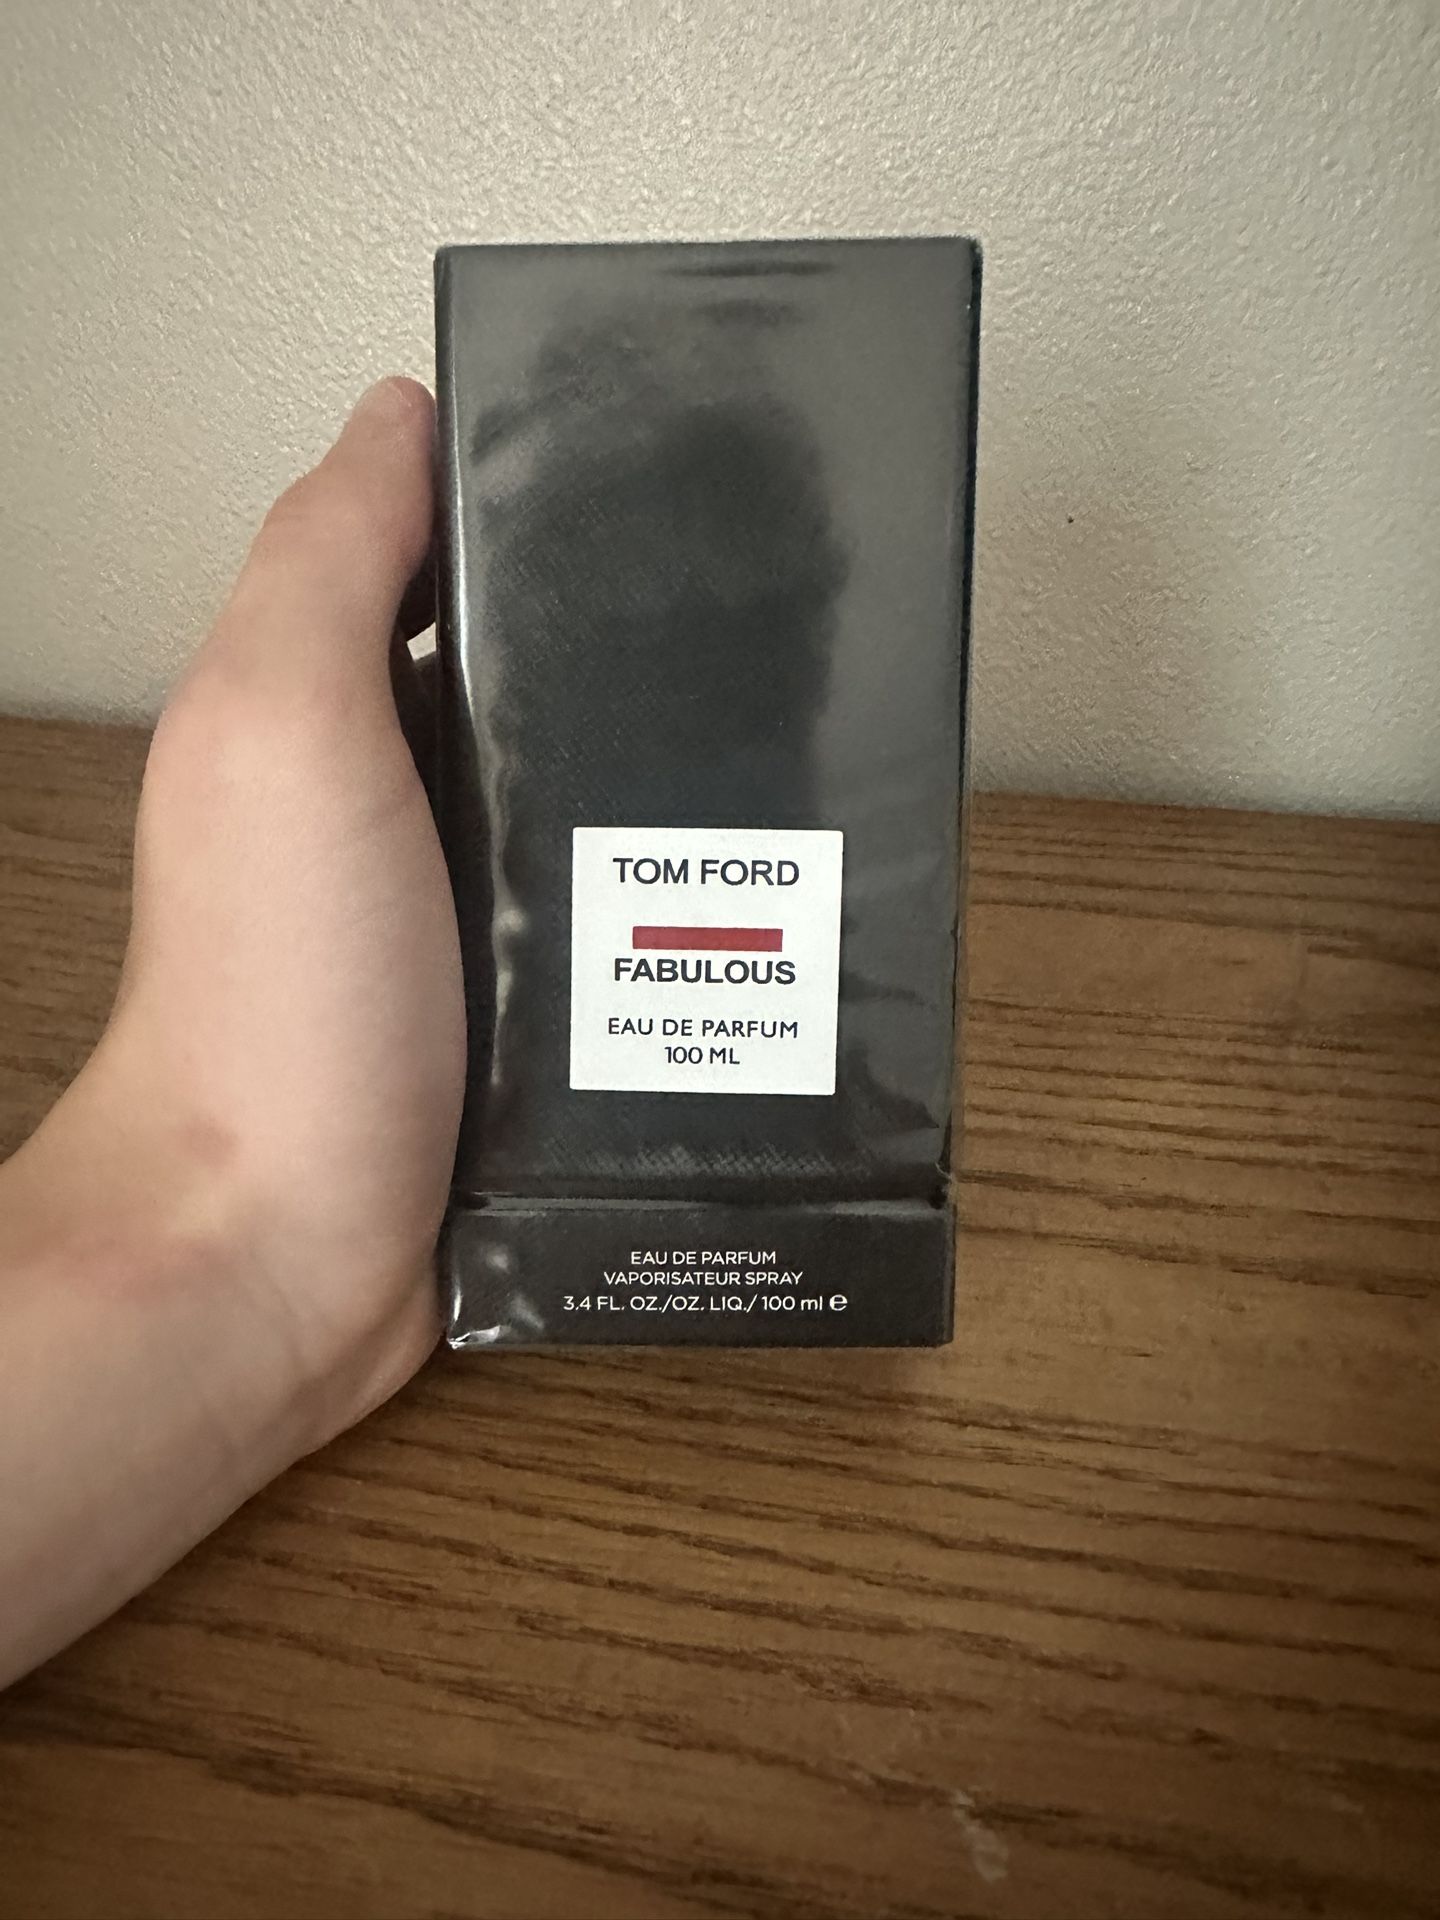 TOM FORD
FABULOUS
EAU DE PARFUM
100 ML
EAU DE PARFUM
VAPORISATEUR SPRAY
3.4 FL. OZ./OZ. LIQ./ 100 ml ℮